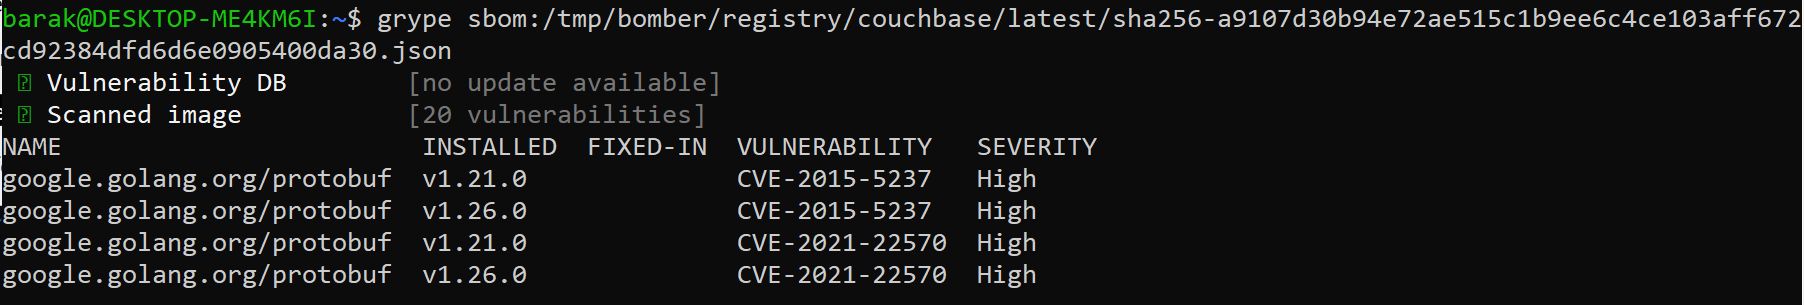 barak@DESKTOP-ME4KM6I:~$ grype sbom:/tmp/bomber/registry/couchbase/latest/sha256-a9107d30b94e72ae515c1b9ee6c4ce103aff672
cd92384dfd6d6e0905400da30.json
Vulnerability DB [no update available]
Scanned image [20 vulnerabilities]
NAME INSTALLED FIXED-IN VULNERABILITY SEVERITY
google.golang.org/protobuf v1.21.0 CVE-2015-5237 High
google.golang.org/protobuf v1.26.0 CVE-2015-5237 High
google.golang.org/protobuf v1.21.0 CVE-2021-22570 High
google.golang.org/protobuf v1.26.0 CVE-2021-22570 High